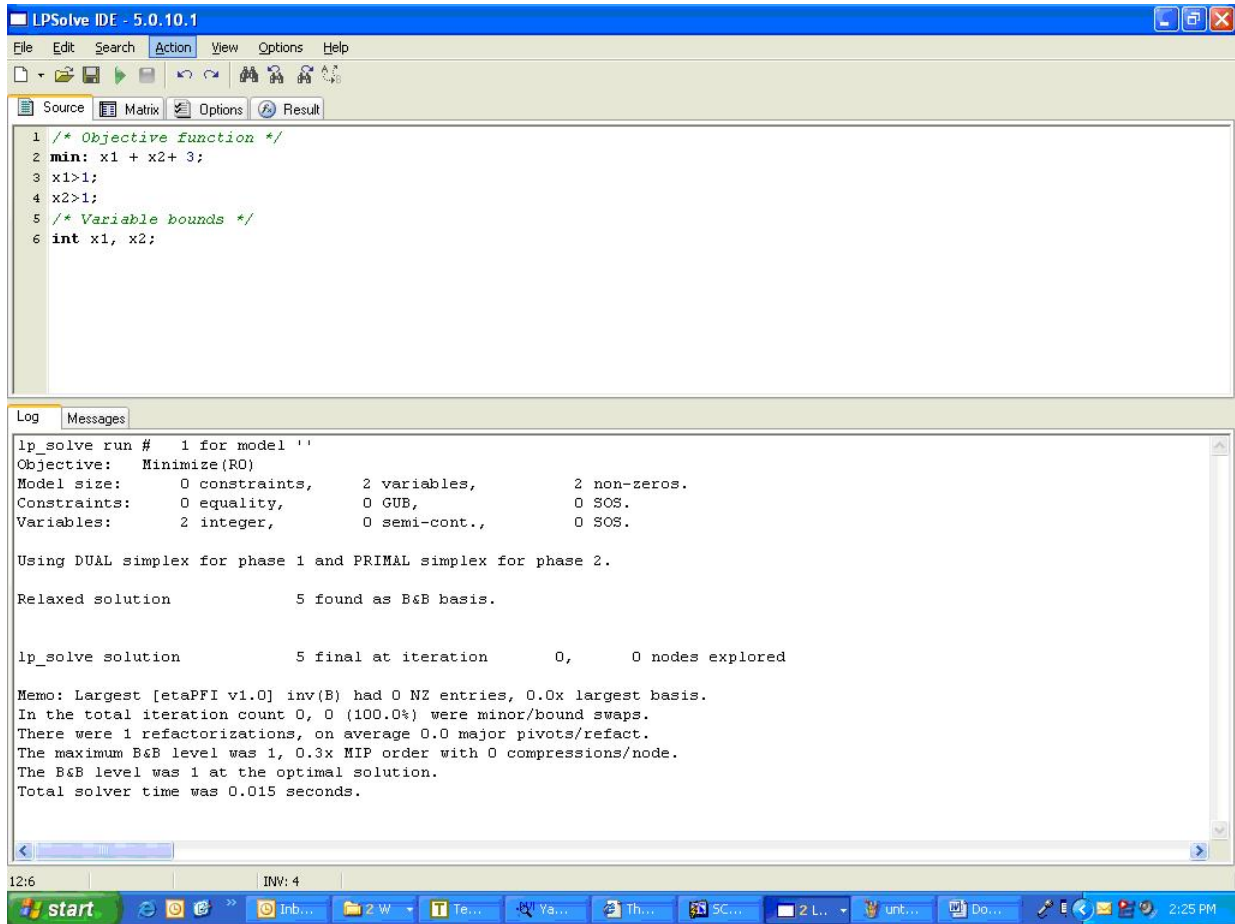 LPSolve IDE - 5.0.10.1
File Edit Search Action View Options Help
Source Matrix Options Result
1 /* Objective function */
2 min: x1 + x2+ 3;
3 x1>1;
4 x2>1;
5 /* Variable bounds */
6 int x1, x2;
Log Messages
lp_solve run # 1 for model ''
Objective: Minimize(R0)
Model size: 0 constraints, 2 variables, 2 non-zeros.
Constraints: 0 equality, 0 GUB, 0 SOS.
Variables: 2 integer, 0 semi-cont., 0 SOS.
Using DUAL simplex for phase 1 and PRIMAL simplex for phase 2.
Relaxed solution 5 found as B&B basis.
lp_solve solution 5 final at iteration 0, 0 nodes explored
Memo: Largest [etaPFI v1.0] inv(B) had 0 NZ entries, 0.0x largest basis.
In the total iteration count 0, 0 (100.0%) were minor/bound swaps.
There were 1 refactorizations, on average 0.0 major pivots/refact.
The maximum B&B level was 1, 0.3x MIP order with 0 compressions/node.
The B&B level was 1 at the optimal solution.
Total solver time was 0.015 seconds.
12:6 INV: 4
start Inb... 2 W Te... Ya... Th... SC... 2 L... unt... Do... 2:25 PM